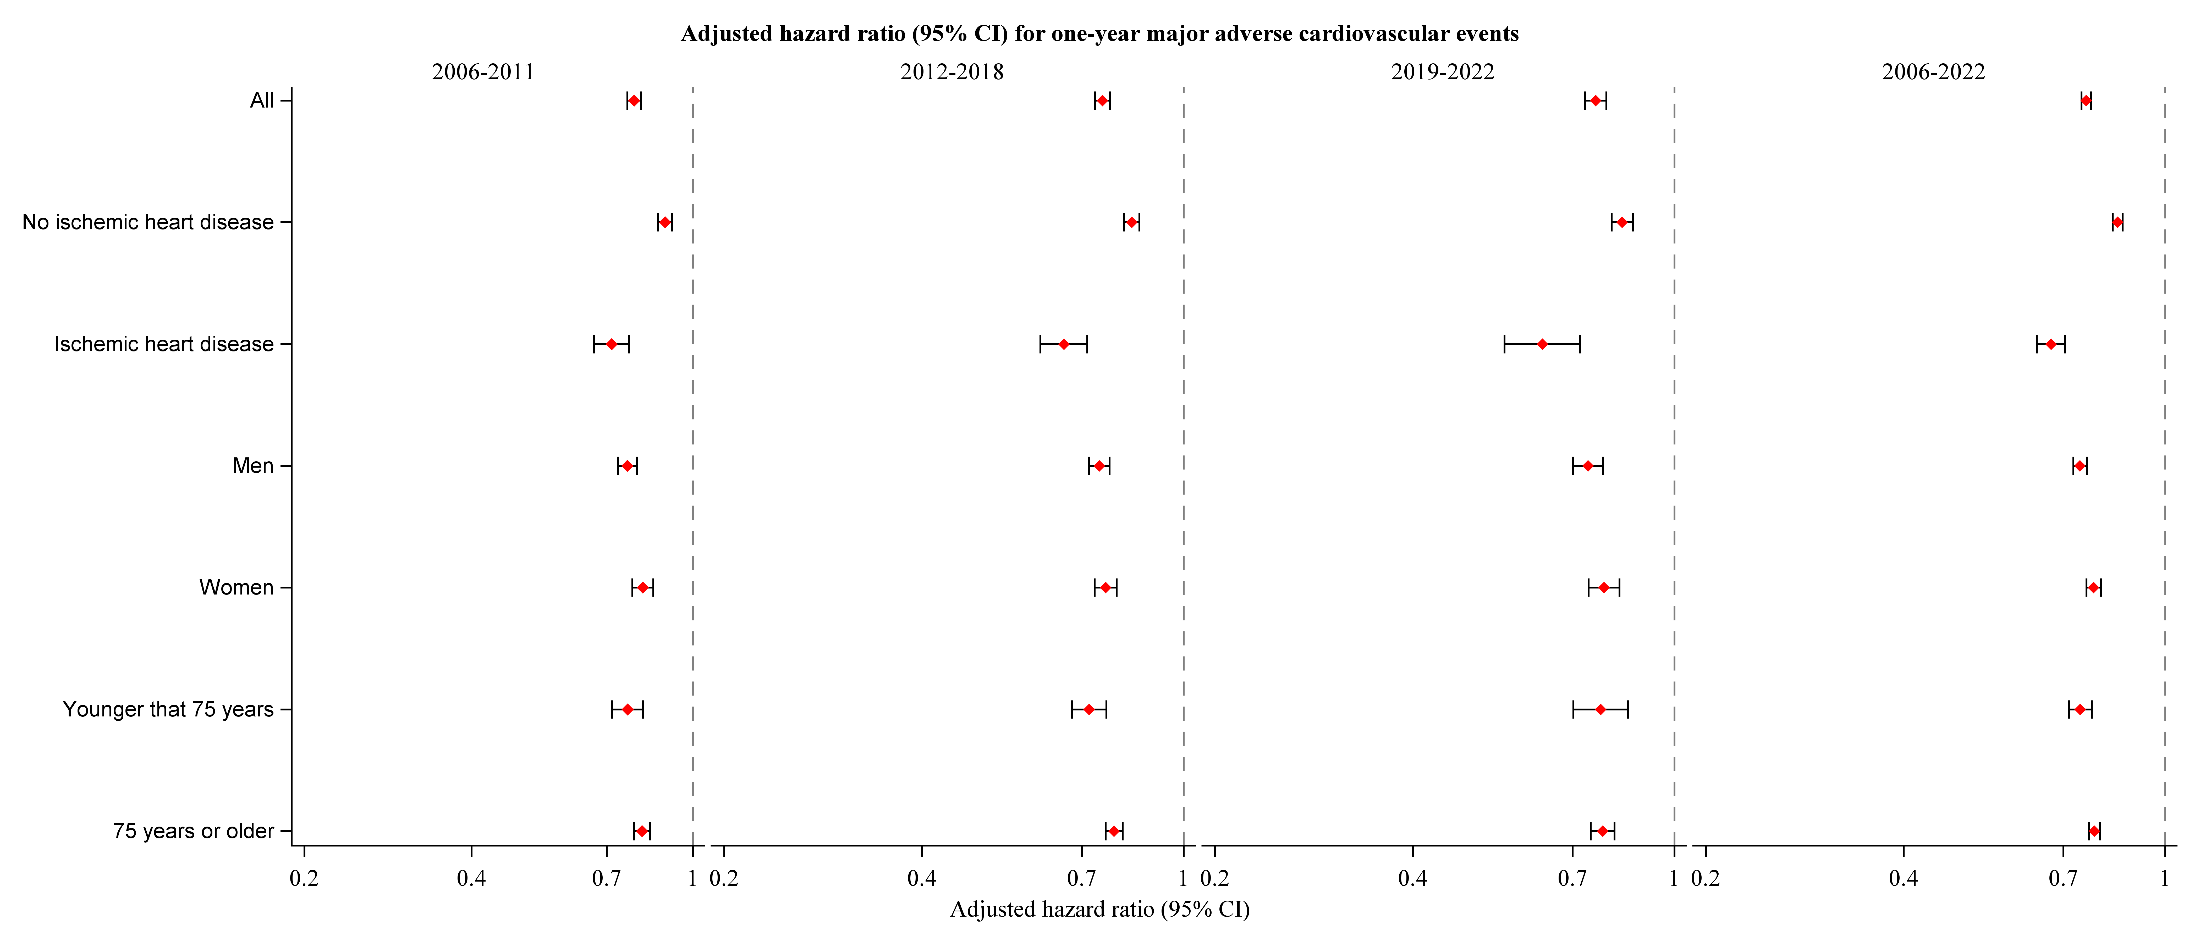 Adjusted hazard ratio (95% CI) for one-year major adverse cardiovascular events
2006-2011 2012-2018 2019-2022 2006-2022
All
No ischemic heart disease
Ischemic heart disease
Men
Women
Younger that 75 years
75 years or older
0.2 0.4 0.7 1 0.2 0.4 0.7 1 0.2 0.4 0.7 1 0.2 0.4 0.7 1
Adjusted hazard ratio (95% CI)